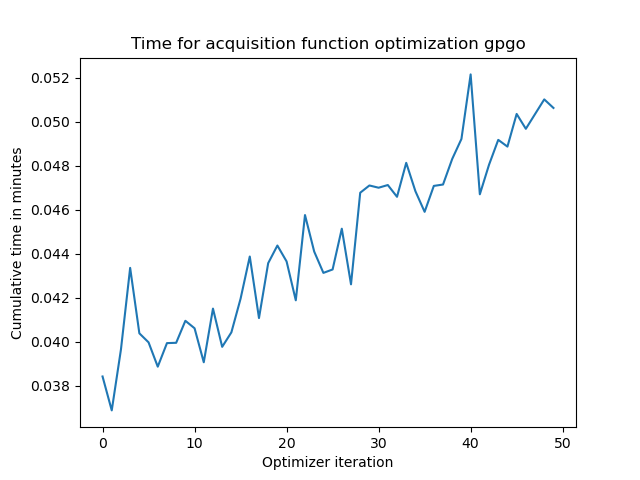 Time for acquisition function optimization gpgo
Cumulative time in minutes
0.052
0.050
0.048
0.046
0.044
0.042
0.040
0.038
0 10 20 30 40 50
Optimizer iteration